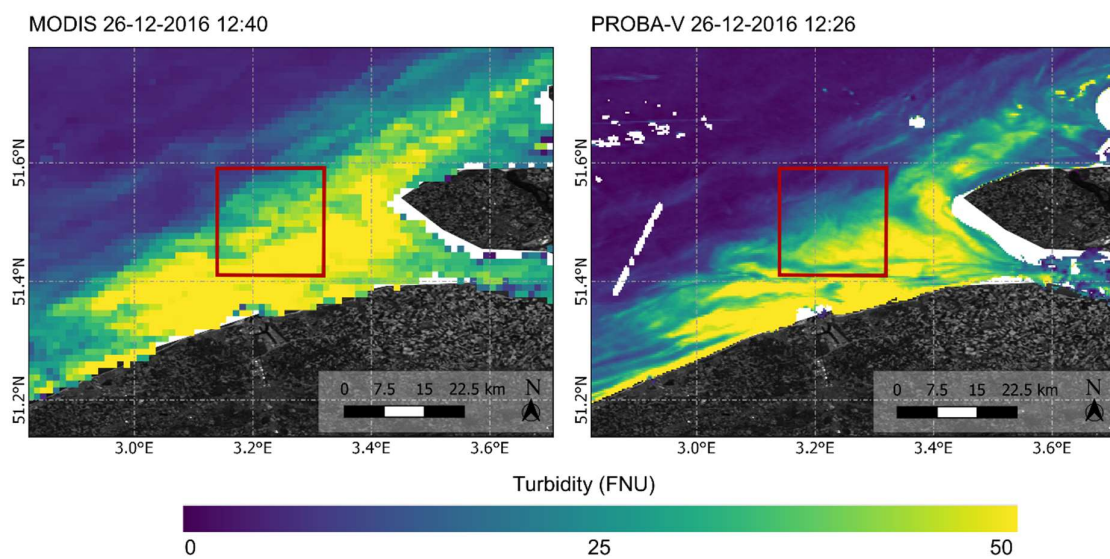 MODIS 26-12-2016 12:40
PROBA-V 26-12-2016 12:26
51.6°N
51.4°N
51.2°N
0 7.5 15 22.5 km
N
3.0°E 3.2°E 3.4°E 3.6°E
51.6°N
51.4°N
51.2°N
0 7.5 15 22.5 km
N
3.0°E 3.2°E 3.4°E 3.6°E
Turbidity (FNU)
0 25 50